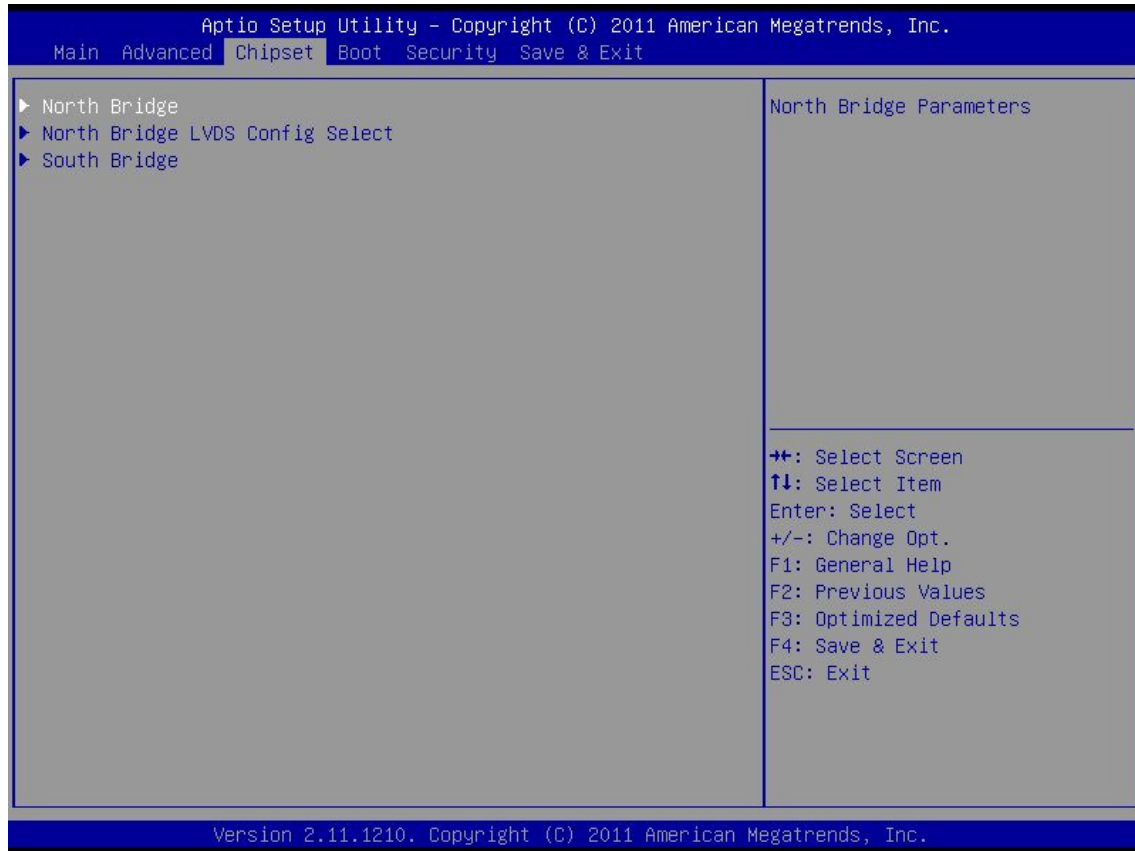 Aptio Setup Utility – Copyright (C) 2011 American Megatrends, Inc.
Main Advanced Chipset Boot Security Save & Exit
▶ North Bridge
▶ North Bridge LVDS Config Select
▶ South Bridge
North Bridge Parameters
→←: Select Screen
↑↓: Select Item
Enter: Select
+/-: Change Opt.
F1: General Help
F2: Previous Values
F3: Optimized Defaults
F4: Save & Exit
ESC: Exit
Version 2.11.1210. Copyright (C) 2011 American Megatrends, Inc.